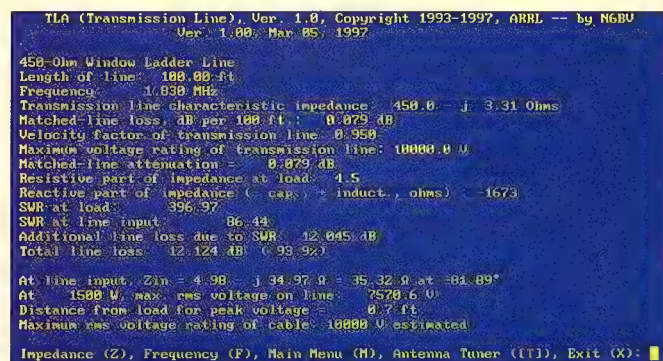 TLA (Transmission Line), Ver. 1.0, Copyright 1993-1997, ARRL -- by N6BV
Ver. 1.00, Mar 05, 1997
450-Ohm Window Ladder Line
Length of line: 100.00 ft
Frequency: 1.830 MHz
Transmission line characteristic impedance: 450.0 - j 3.31 Ohms
Matched-line loss, dB per 100 ft.: 0.079 dB
Velocity factor of transmission line: 0.950
Maximum voltage rating of transmission line: 10000.0 V
Matched-line attenuation = 0.079 dB
Resistive part of impedance at load: 4.5
Reactive part of impedance (- cap., + induct., ohms) -1673
SWR at load: 396.97
SWR at line input: 86.44
Additional line loss due to SWR: 12.045 dB
Total line loss: 12.124 dB ( 93.9%)
At line input, Zin = 4.98 - j 34.97 Ω = 35.32 Ω at -81.89°
At 1500 W, max. rms voltage on line: 7570.6 V
Distance from load for peak voltage = 0.7 ft
Maximum rms voltage rating of cable: 10000 V estimated
Impedance (Z), Frequency (F), Main Menu (M), Antenna Tuner ([T]), Exit (X):